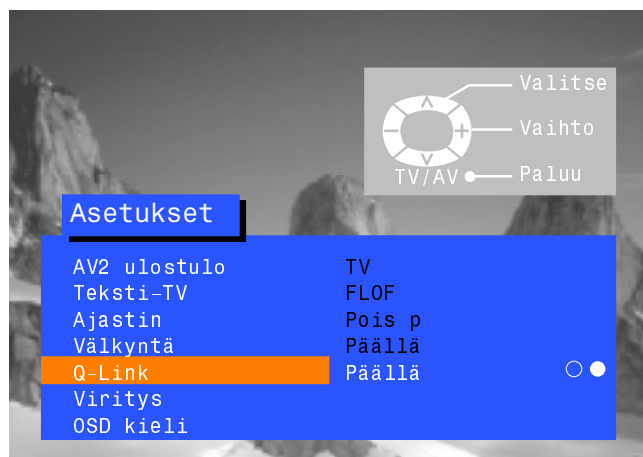 Valitse
Vaihto
TV/AV Paluu
Asetukset
AV2 ulostulo TV
Teksti-TV FLOF
Ajastin Pois p
Välkyntä Päällä
Q-Link Päällä
Viritys
OSD kieli